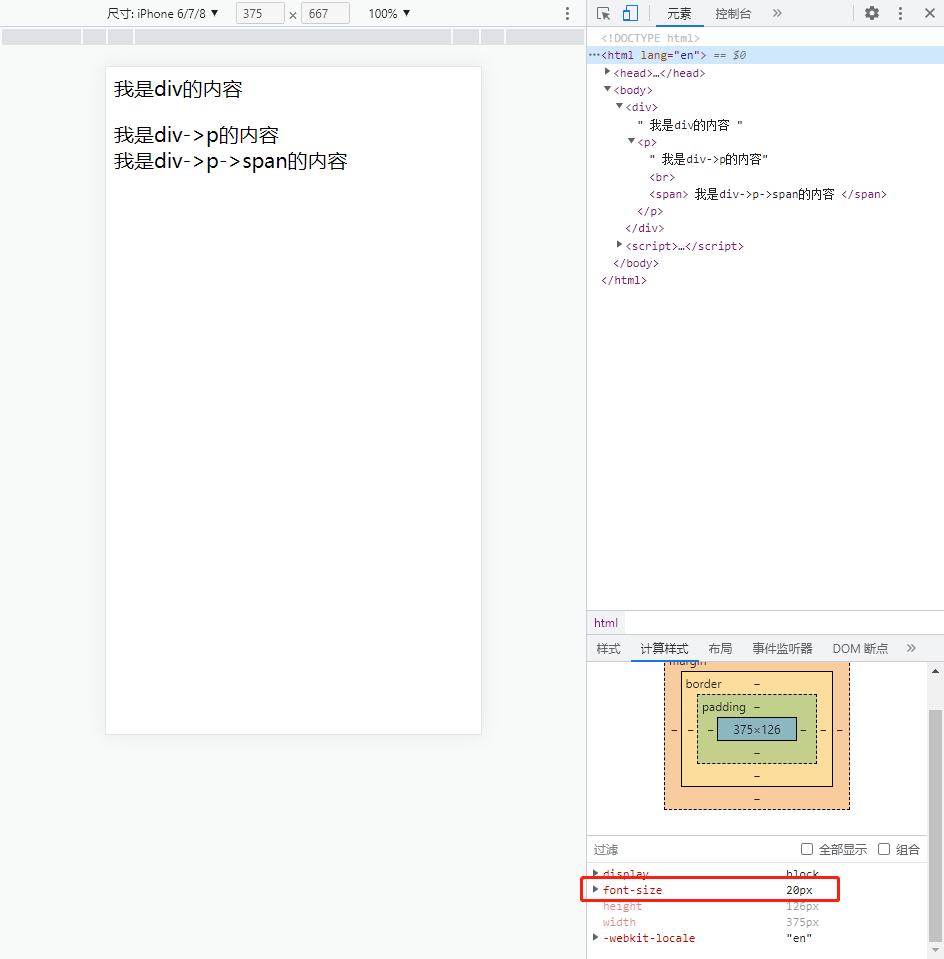 尺寸: iPhone 6/7/8 ▼ 375 × 667 100% ▼
元素 控制台 »
我是div的内容
我是div->p的内容
我是div->p->span的内容
<!DOCTYPE html>
⋯<html lang="en"> == $0
▶<head>…</head>
▼<body>
▼<div>
" 我是div的内容 "
▼<p>
" 我是div->p的内容"
<br>
<span> 我是div->p->span的内容 </span>
</p>
</div>
▶<script>…</script>
</body>
</html>
html
样式 计算样式 布局 事件监听器 DOM 断点 »
margin
border –
padding –
– – – 375×126 – – –
–
–
–
过滤 全部显示 组合
display block
font-size 20px
height 126px
width 375px
-webkit-locale "en"